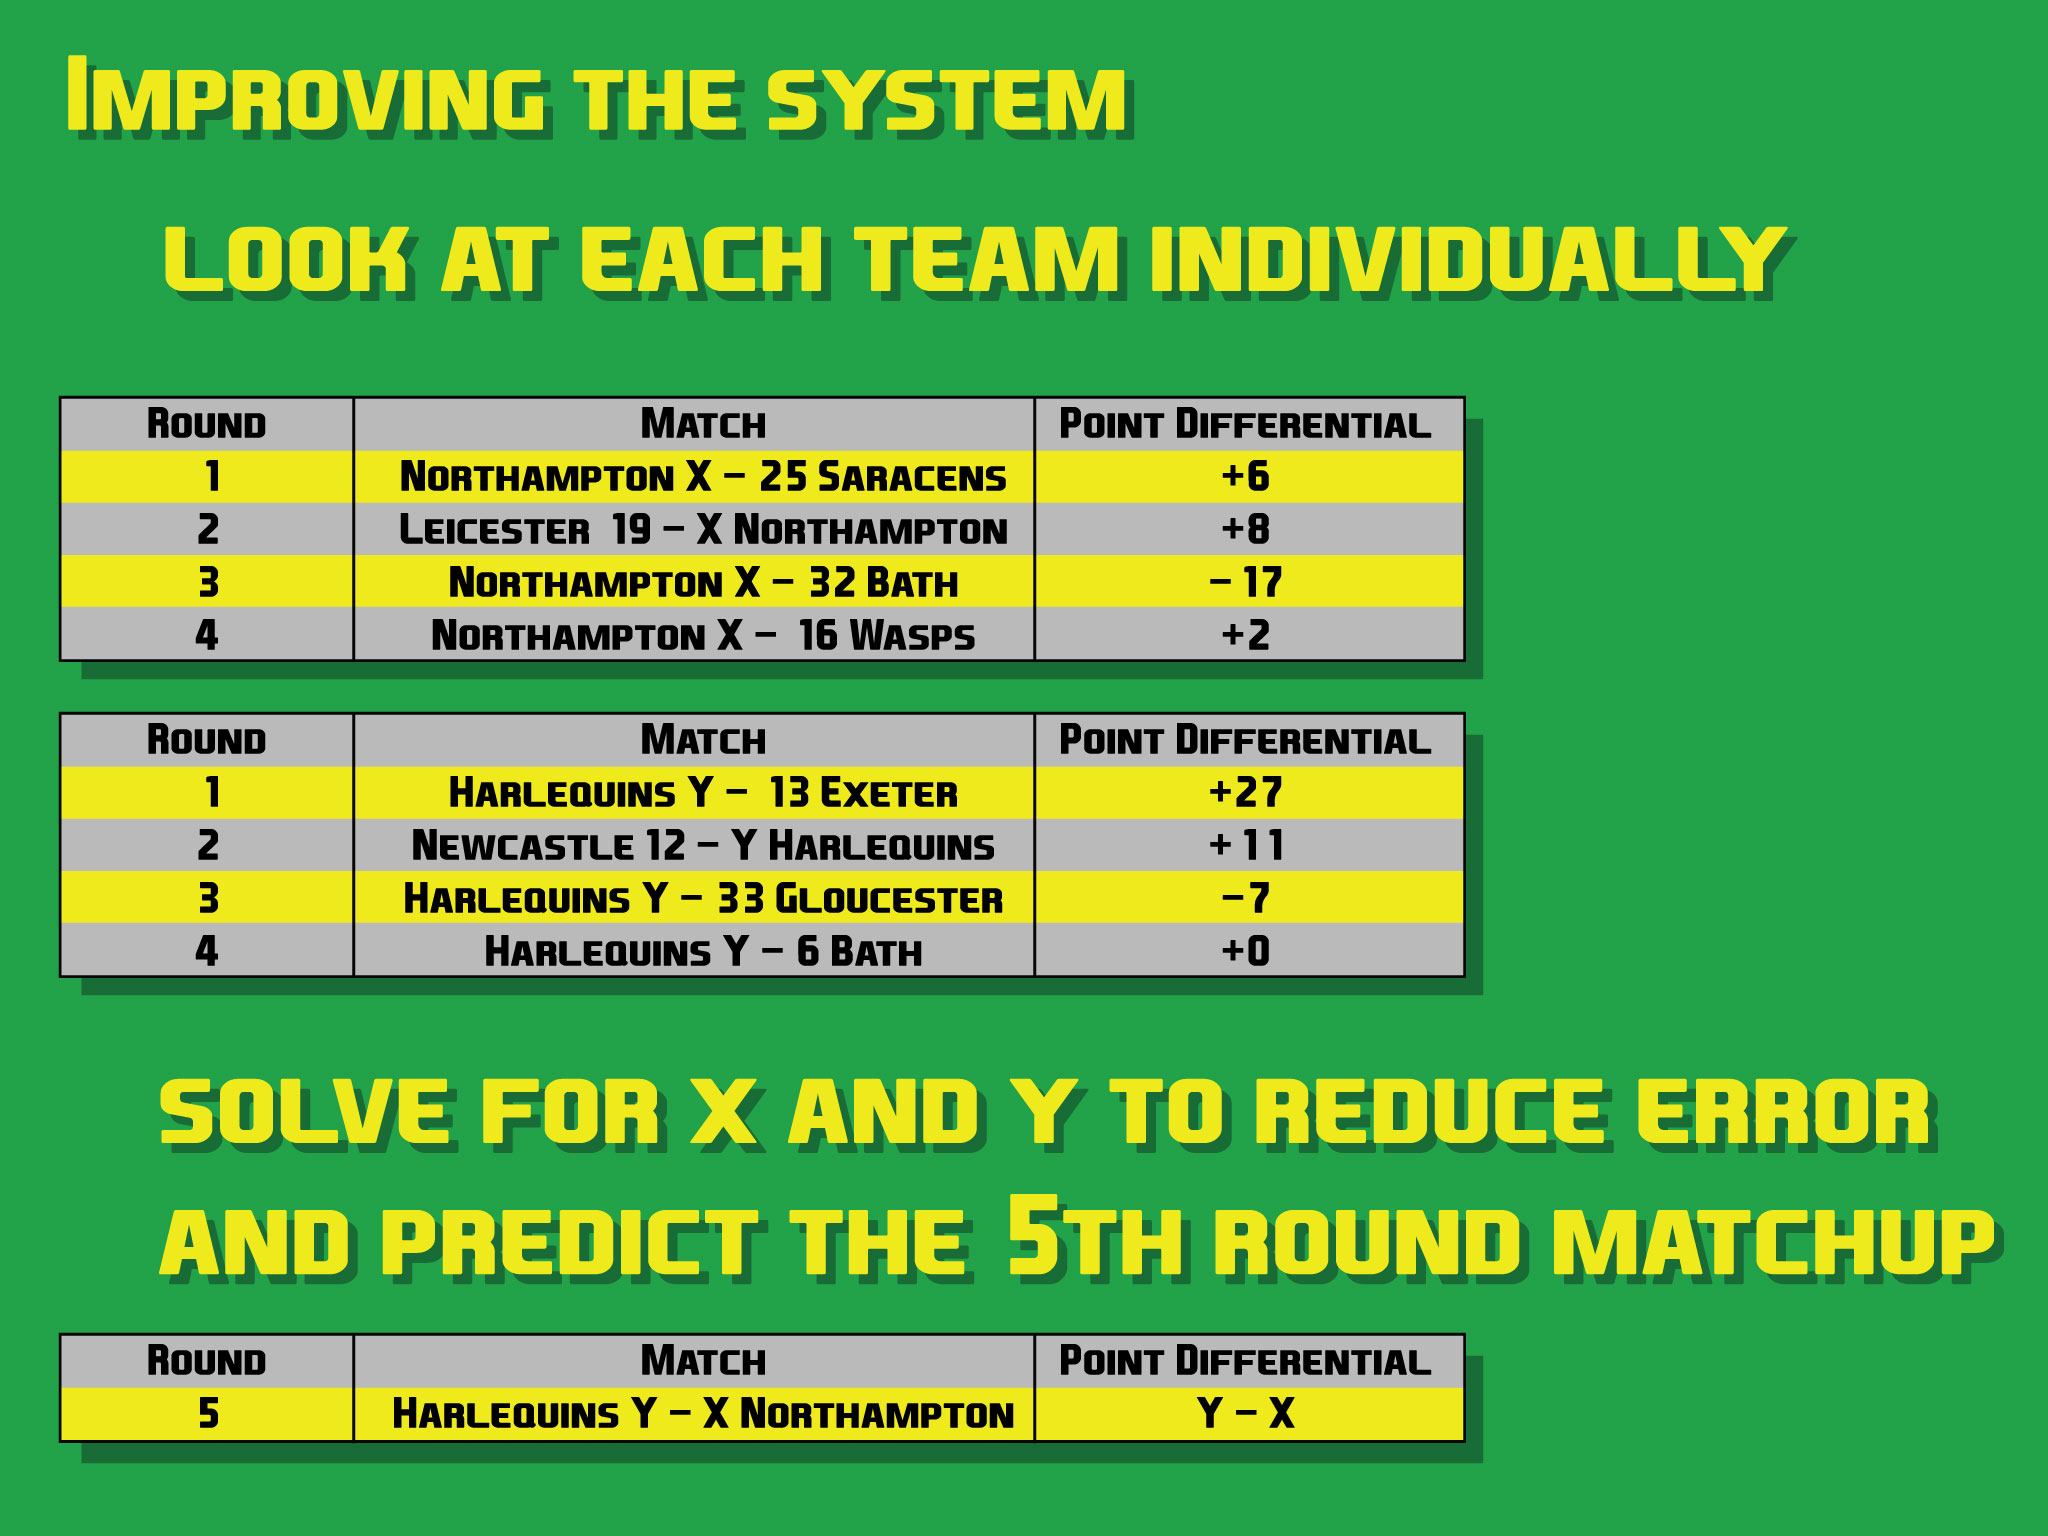 Improving the system
look at each team individually
Round Match Point Differential
1 Northampton X – 25 Saracens +6
2 Leicester 19 – X Northampton +8
3 Northampton X – 32 Bath – 17
4 Northampton X – 16 Wasps +2
Round Match Point Differential
1 Harlequins Y – 13 Exeter +27
2 Newcastle 12 – Y Harlequins + 11
3 Harlequins Y – 33 Gloucester –7
4 Harlequins Y – 6 Bath +0
solve for x and y to reduce error
and predict the 5th round matchup
Round Match Point Differential
5 Harlequins Y – X Northampton Y – X